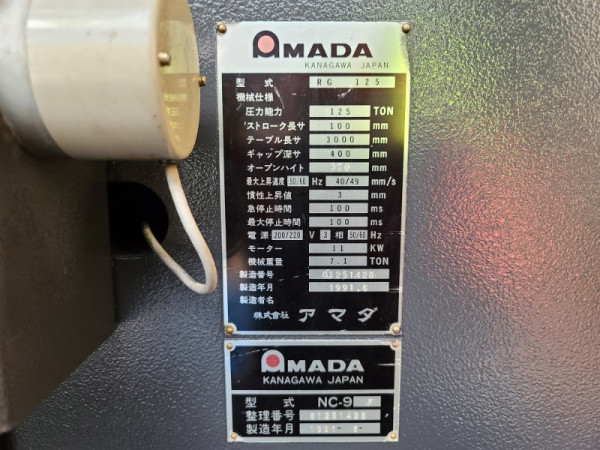 AMADA
KANAGAWA JAPAN
型式 RG 125
機械仕様
圧力能力 125 TON
ストローク長サ 100 mm
テーブル長サ 3000 mm
ギャップ深サ 400 mm
オープンハイト 370 mm
最大上昇速度 50/60 Hz 40/49 mm/s
惰性上昇値 3 mm
急停止時間 100 ms
最大停止時間 100 ms
電源 200/220 V 3 相 50/60 Hz
モーター 11 KW
機械重量 7.1 TON
製造番号 01251428
製造年月 1991.6
製造者名
株式会社 アマダ
AMADA
KANAGAWA JAPAN
型式 NC-9
整理番号
製造年月